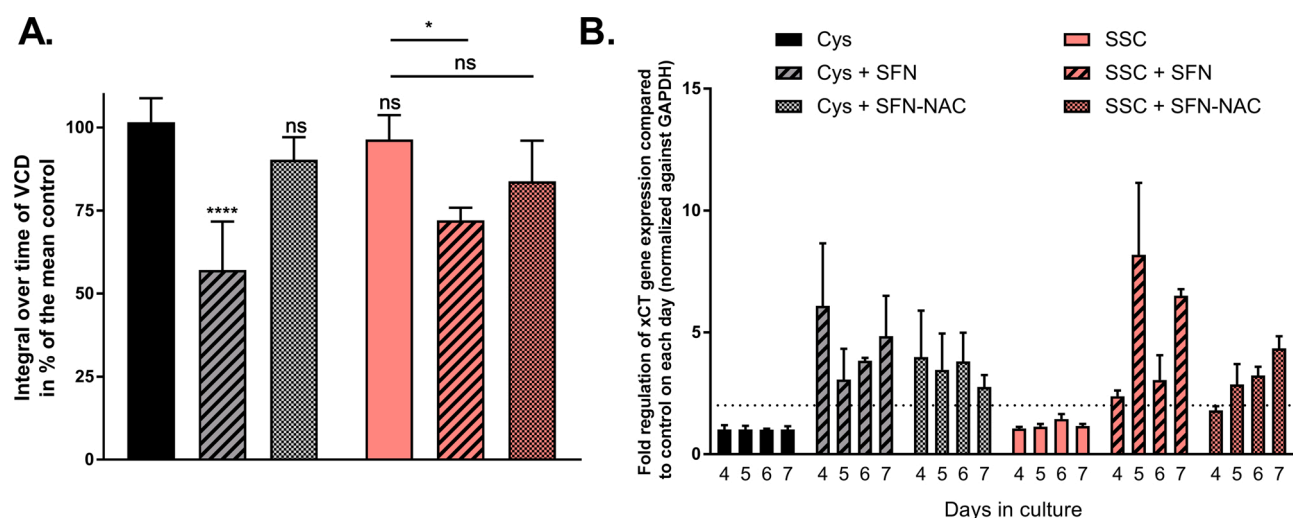 A.
*
ns
ns
ns
****
100
75
50
25
0
Integral over time of VCD
in % of the mean control
B.
Cys
SSC
Cys + SFN
SSC + SFN
Cys + SFN-NAC
SSC + SFN-NAC
15
10
5
0
Fold regulation of xCT gene expression compared
to control on each day (normalized against GAPDH)
4 5 6 7 4 5 6 7 4 5 6 7 4 5 6 7 4 5 6 7 4 5 6 7
Days in culture